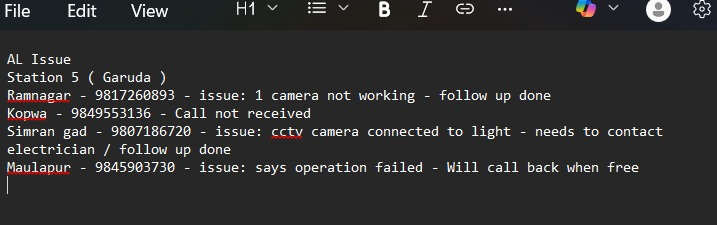 File Edit View H1 B I
AL Issue
Station 5 ( Garuda )
Ramnagar - 9817260893 - issue: 1 camera not working - follow up done
Kopwa - 9849553136 - Call not received
Simran gad - 9807186720 - issue: cctv camera connected to light - needs to contact
electrician / follow up done
Maulapur - 9845903730 - issue: says operation failed - Will call back when free